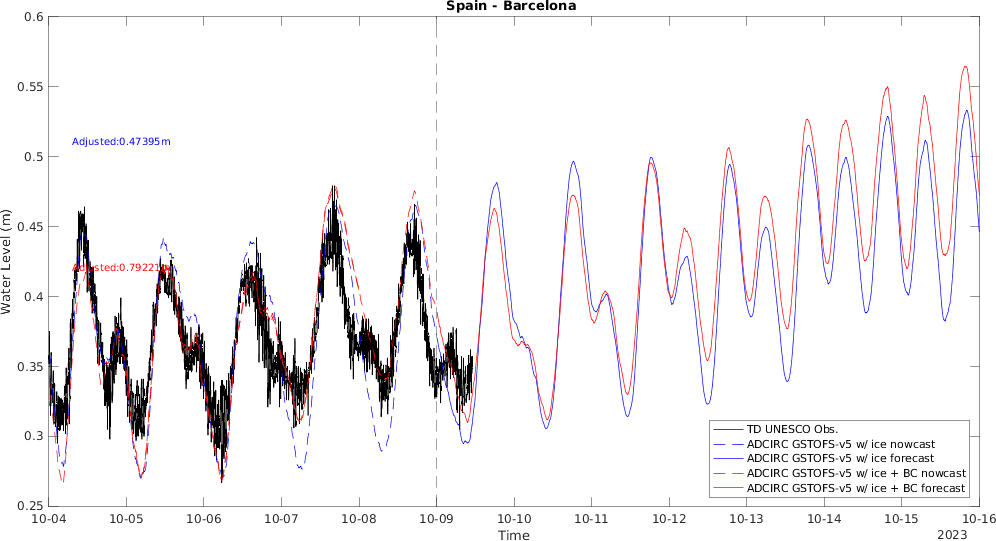 Spain - Barcelona
0.6
0.55
0.5
0.45
0.4
0.35
0.3
0.25
Water Level (m)
Adjusted:0.47395m
Adjusted:0.79221m
TD UNESCO Obs.
ADCIRC GSTOFS-v5 w/ ice nowcast
ADCIRC GSTOFS-v5 w/ ice forecast
ADCIRC GSTOFS-v5 w/ ice + BC nowcast
ADCIRC GSTOFS-v5 w/ ice + BC forecast
10-04 10-05 10-06 10-07 10-08 10-09 10-10 10-11 10-12 10-13 10-14 10-15 10-16
Time
2023